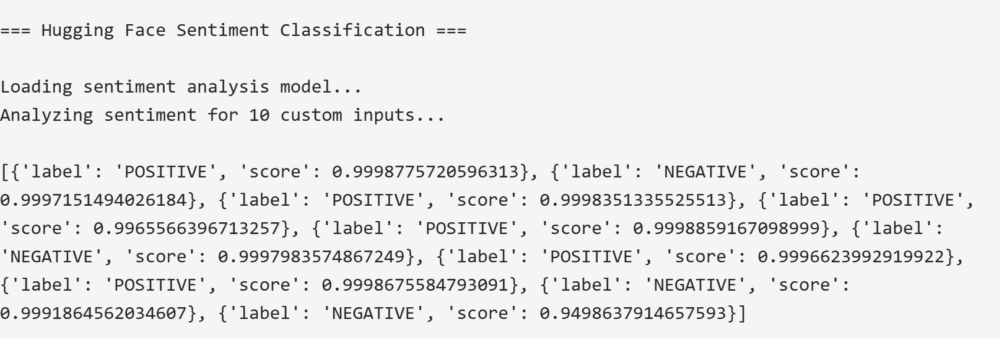 === Hugging Face Sentiment Classification ===
Loading sentiment analysis model...
Analyzing sentiment for 10 custom inputs...
[{'label': 'POSITIVE', 'score': 0.9998775720596313}, {'label': 'NEGATIVE', 'score':
0.9997151494026184}, {'label': 'POSITIVE', 'score': 0.9998351335525513}, {'label': 'POSITIVE',
'score': 0.9965566396713257}, {'label': 'POSITIVE', 'score': 0.9998859167098999}, {'label':
'NEGATIVE', 'score': 0.9997983574867249}, {'label': 'POSITIVE', 'score': 0.9996623992919922},
{'label': 'POSITIVE', 'score': 0.9998675584793091}, {'label': 'NEGATIVE', 'score':
0.9991864562034607}, {'label': 'NEGATIVE', 'score': 0.9498637914657593}]